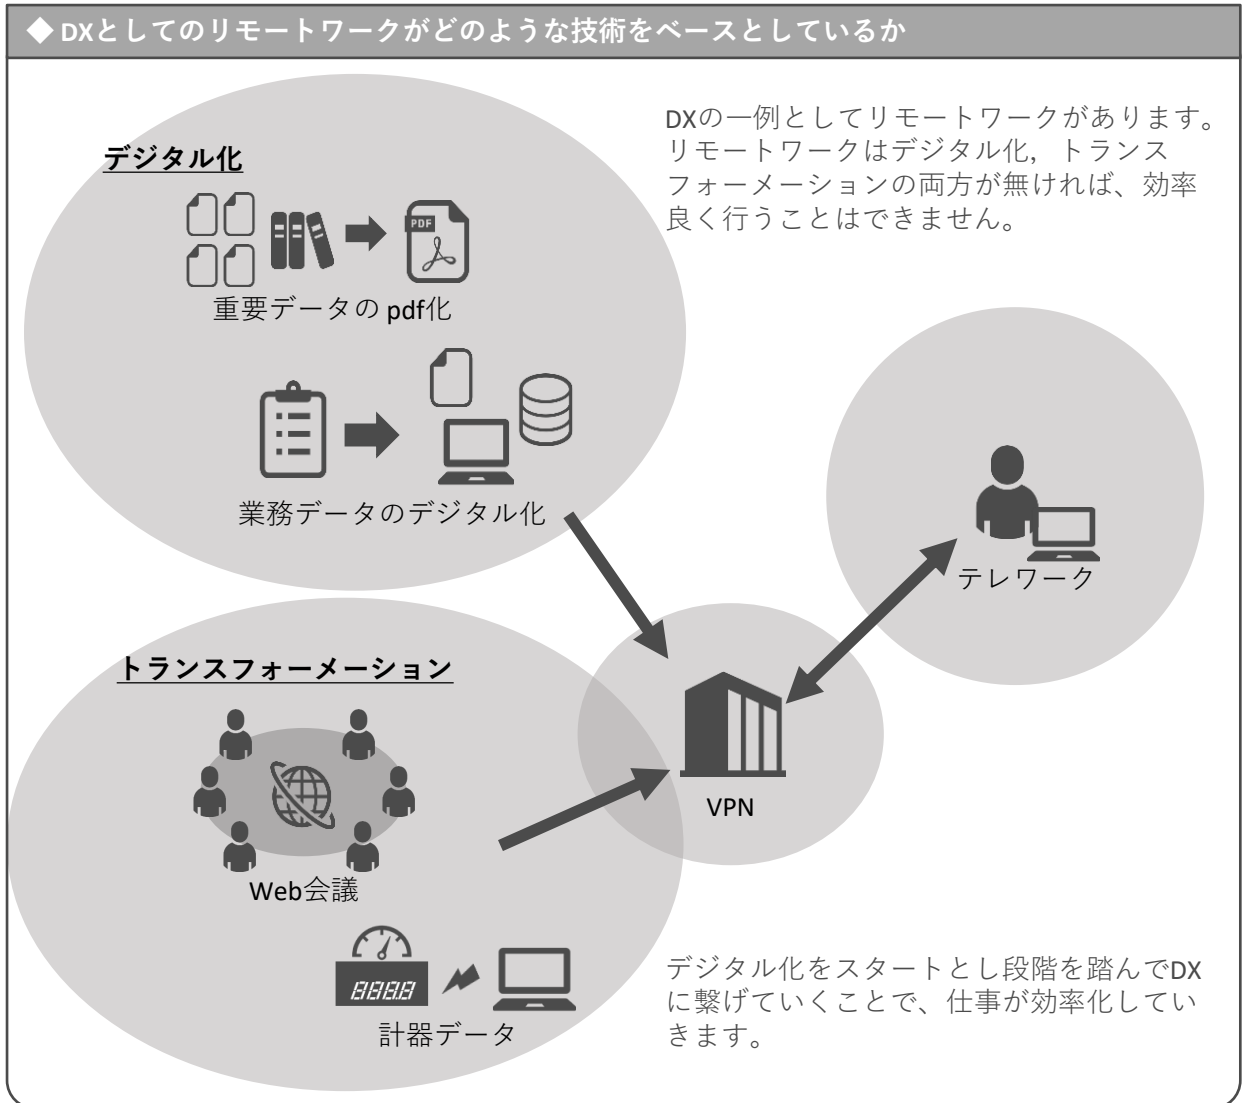 ◆ DXとしてのリモートワークがどのような技術をベースとしているか
DXの一例としてリモートワークがあります。
リモートワークはデジタル化，トランス
フォーメーションの両方が無ければ、効率
良く行うことはできません。
デジタル化
PDF
重要データの pdf化
業務データのデジタル化
テレワーク
トランスフォーメーション
VPN
Web会議
888.8
計器データ
デジタル化をスタートとし段階を踏んでDX
に繋げていくことで、仕事が効率化してい
きます。